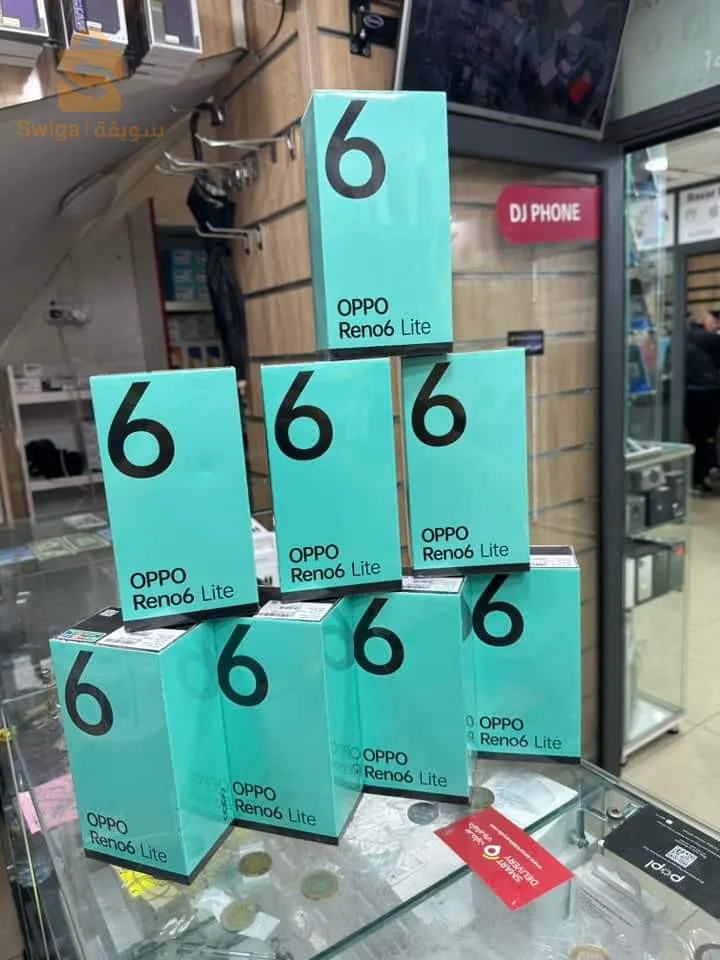 Swiga | سويقة
6
OPPO
Reno6 Lite
DJ PHONE
6
OPPO
Reno6 Lite
6
OPPO
Reno6 Lite
6
OPPO
Reno6 Lite
6
OPPO
Reno6 Lite
6
OPPO
Reno6 Lite
6
OPPO
Reno6 Lite
6
OPPO
Reno6 Lite
SMART
DELIVERY
popl